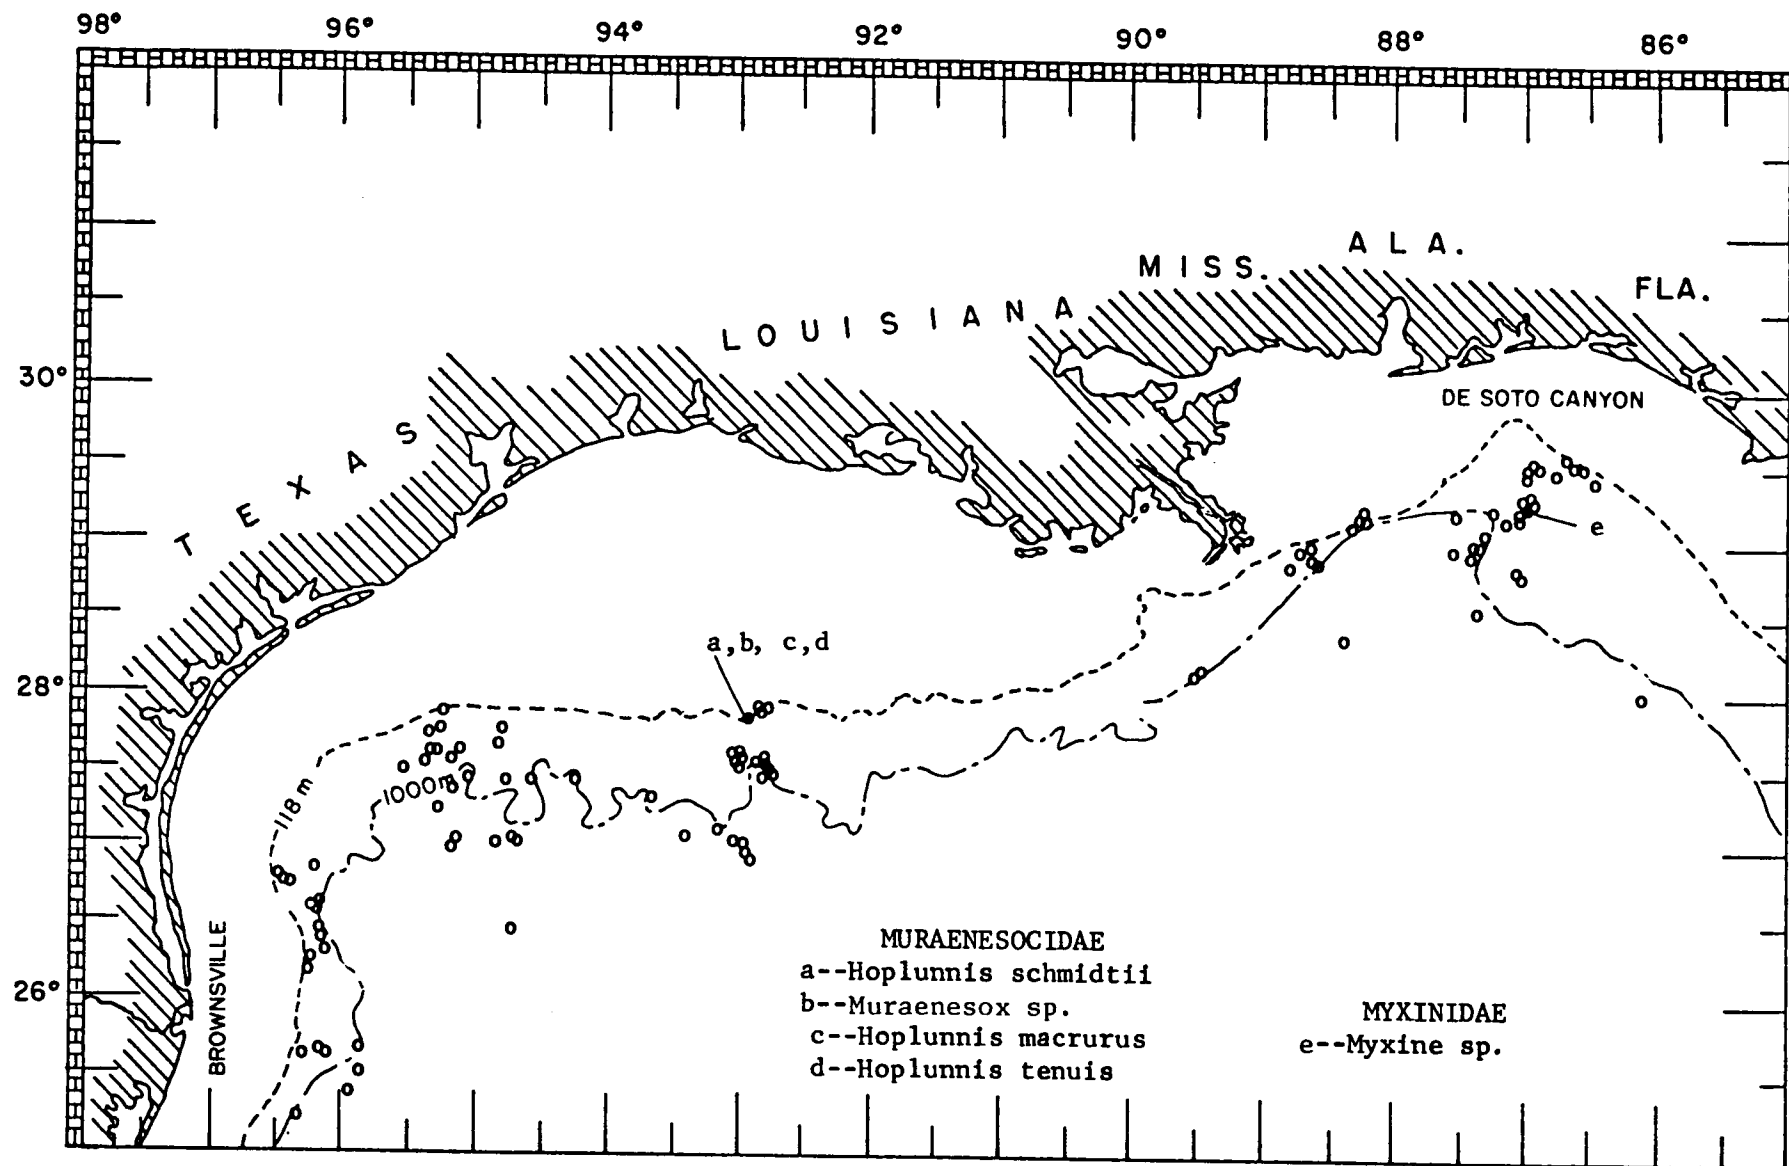 98° 96° 94° 92° 90° 88° 86°
ALA.
MISS.
FLA.
LOUISIANA
30°
DE SOTO CANYON
TEXAS
e
a,b, c,d
28°
118 m
1000m
26°
BROWNSVILLE
MURAENESOCIDAE
a--Hoplunnis schmidtii
b--Muraenesox sp.
c--Hoplunnis macrurus
d--Hoplunnis tenuis
MYXINIDAE
e--Myxine sp.